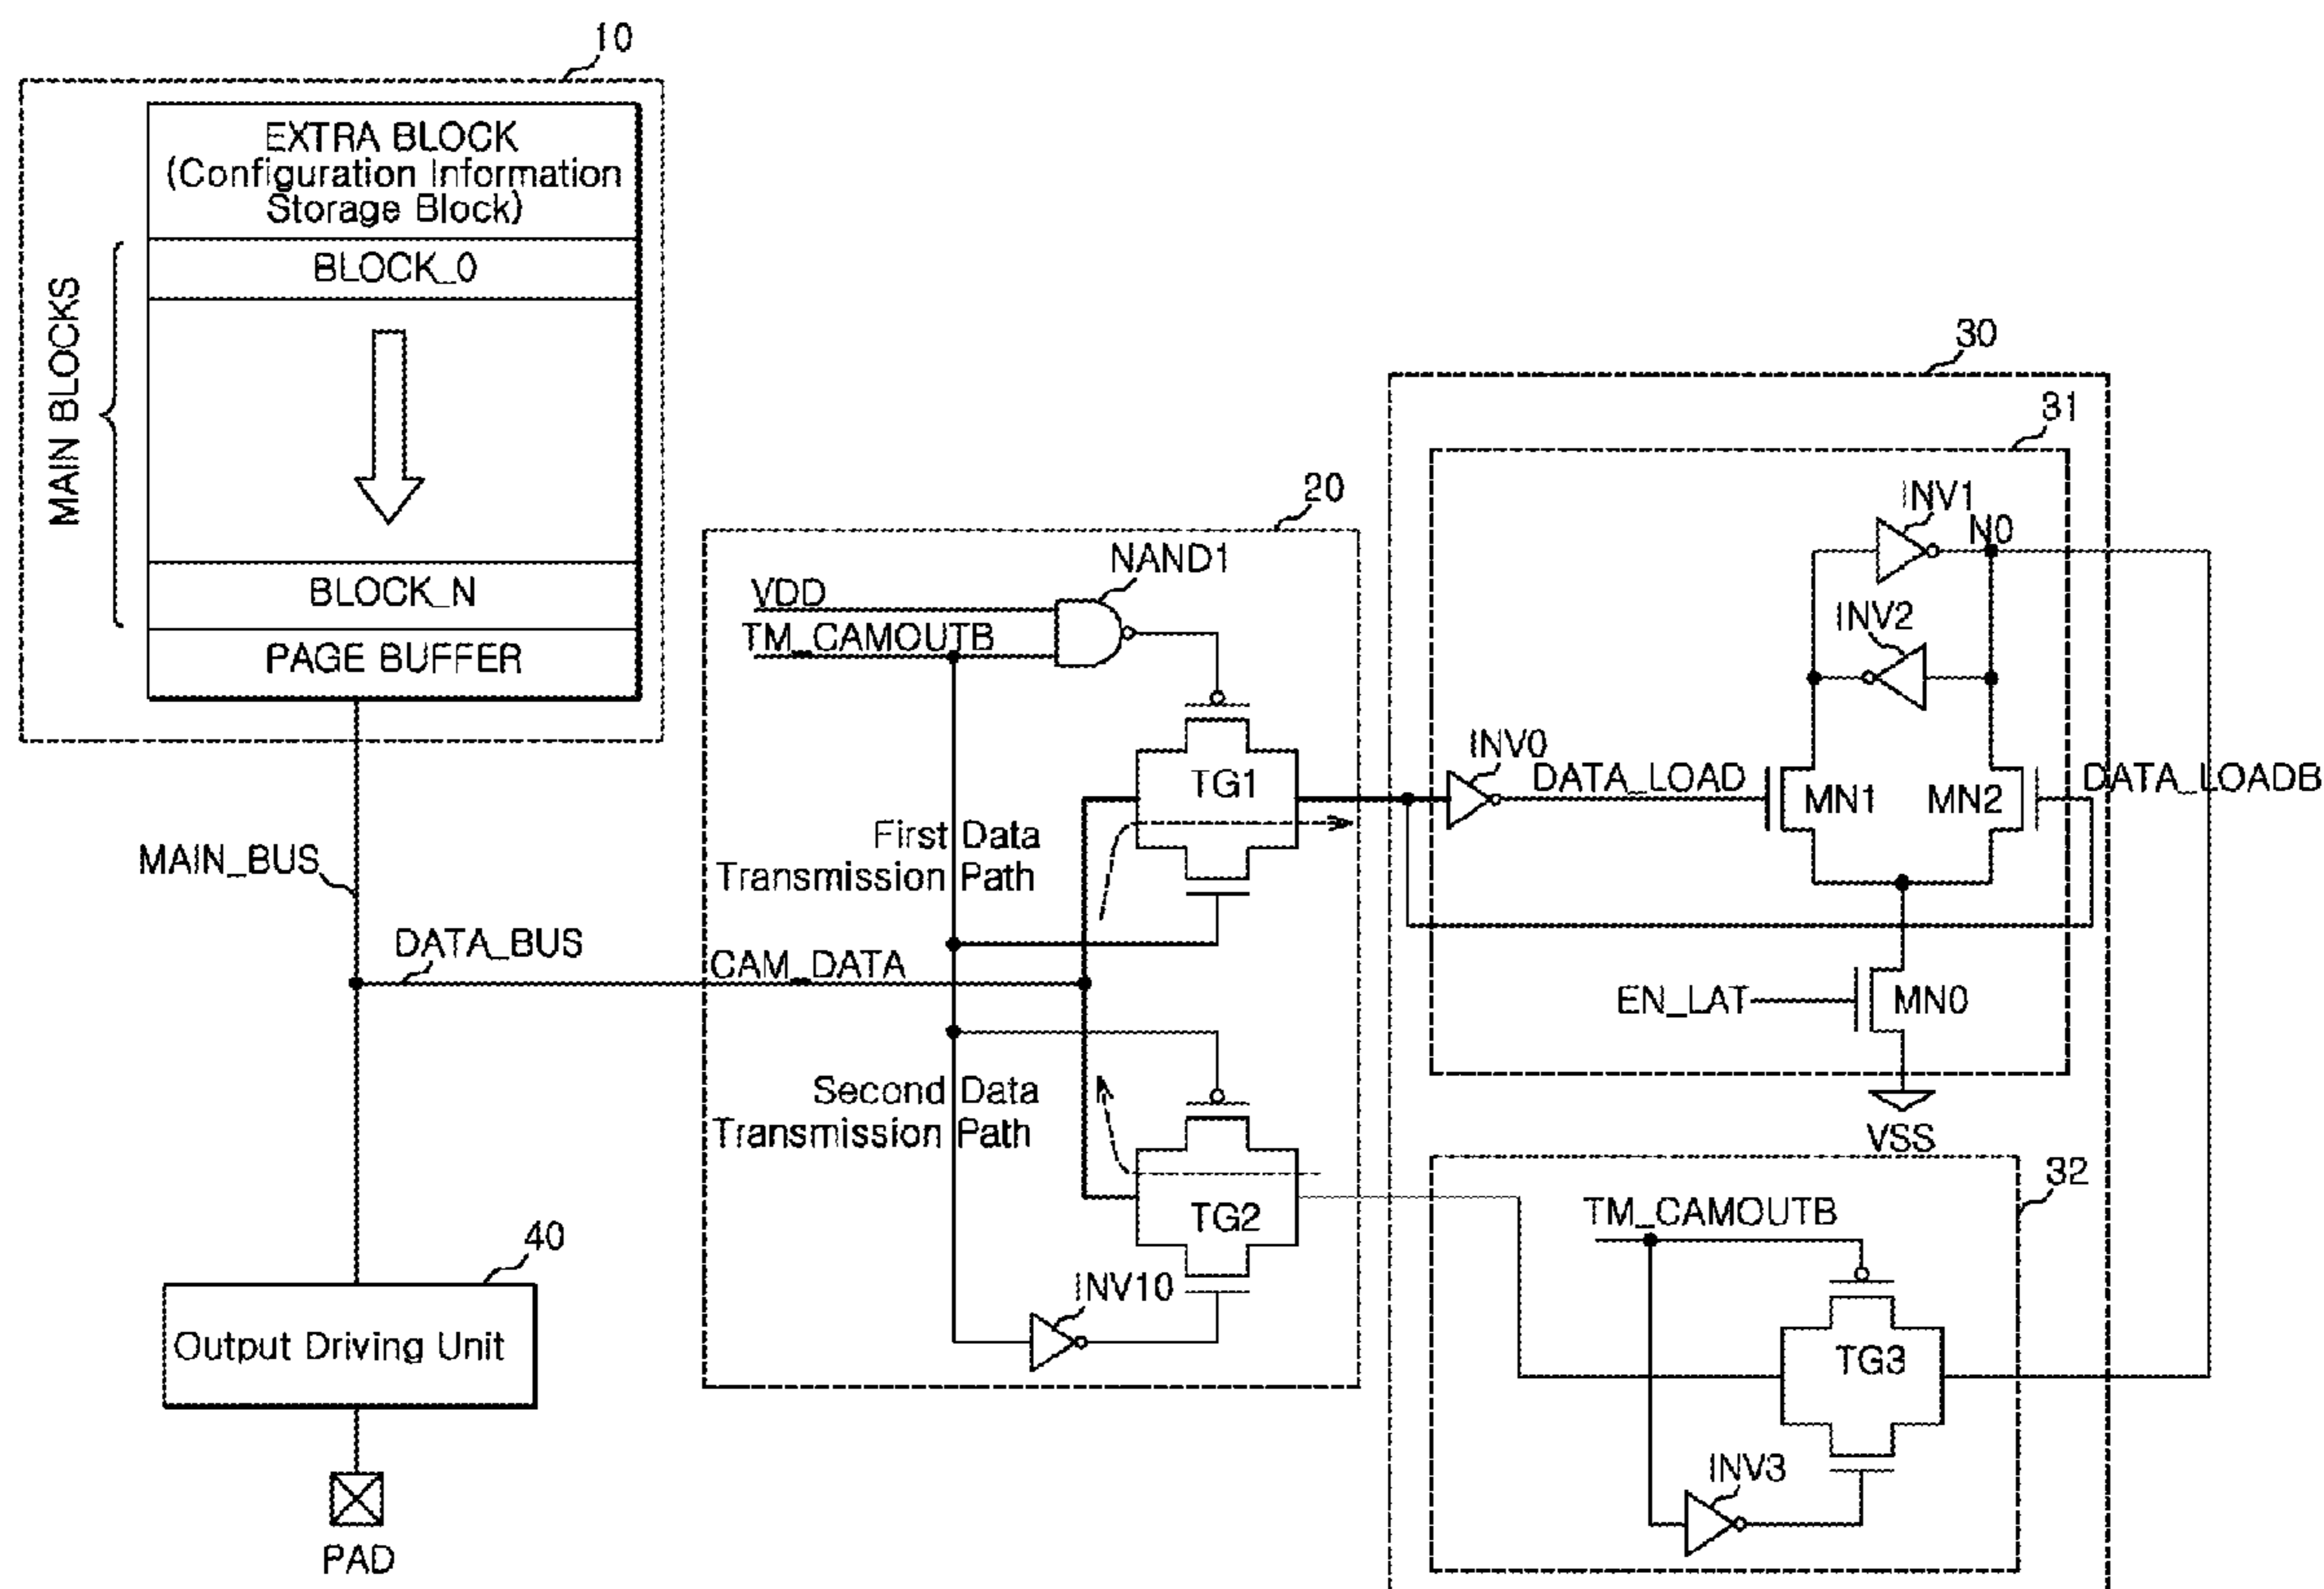 10
EXTRA BLOCK
(Configuration Information
Storage Block)
MAIN BLOCKS
BLOCK_0
BLOCK_N
PAGE BUFFER
MAIN_BUS
DATA_BUS
40
Output Driving Unit
PAD
20
NAND1
VDD
TM_CAMOUTB
TG1
First Data
Transmission Path
CAM_DATA
Second Data
Transmission Path
TG2
INV10
30
31
INV1
N0
INV2
INV0
DATA_LOAD
MN1
MN2
DATA_LOADB
EN_LAT
MN0
VSS
32
TM_CAMOUTB
TG3
INV3